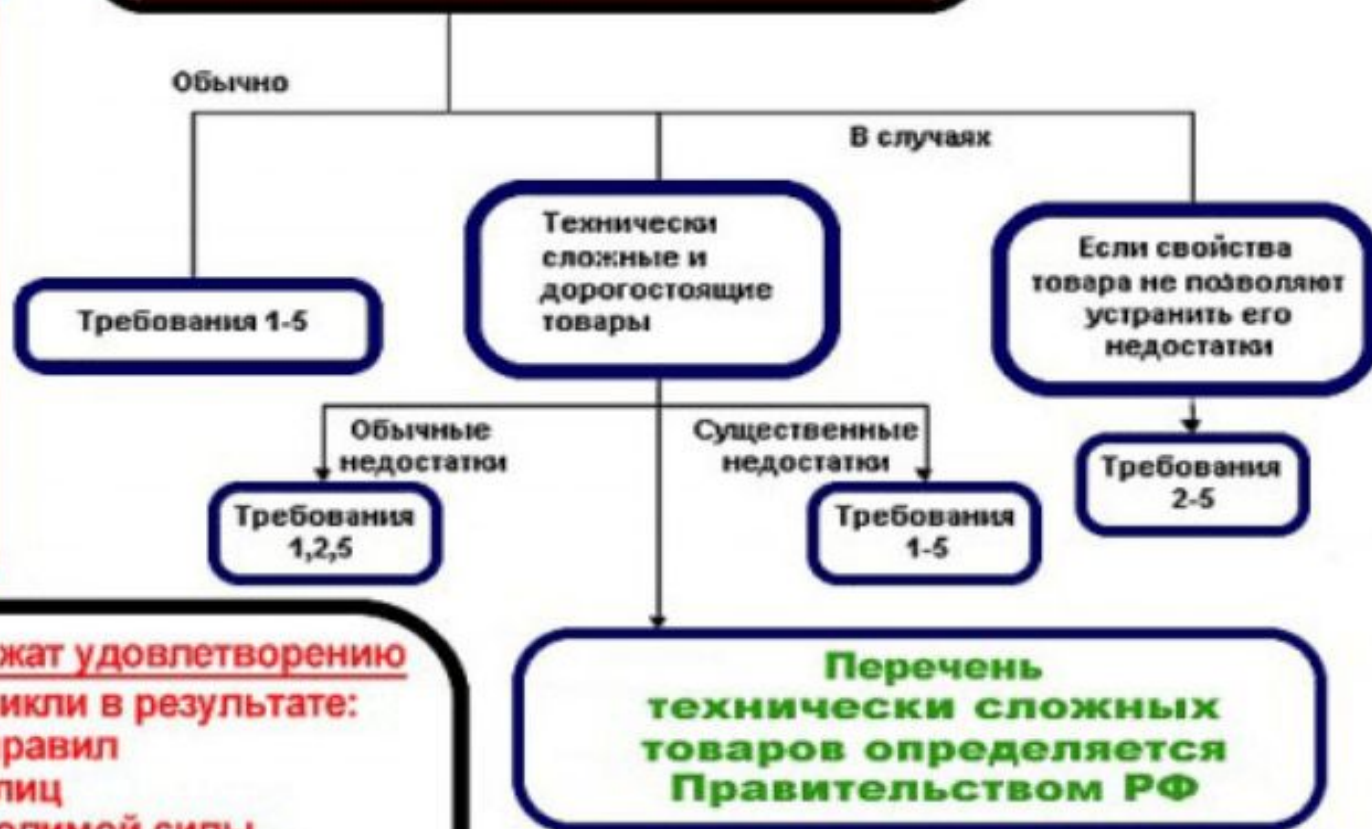 Обычно
В случаях
Технически
сложные и
дорогостоящие
товары
Если свойства
товара не позволяют
устранить его
недостатки
Требования 1-5
Обычные
недостатки
Существенные
недостатки
Требования
2-5
Требования
1,2,5
Требования
1-5
жат удовлетворению
икли в результате:
равил
лиц
Перечень
технически сложных
товаров определяется
Правительством РФ